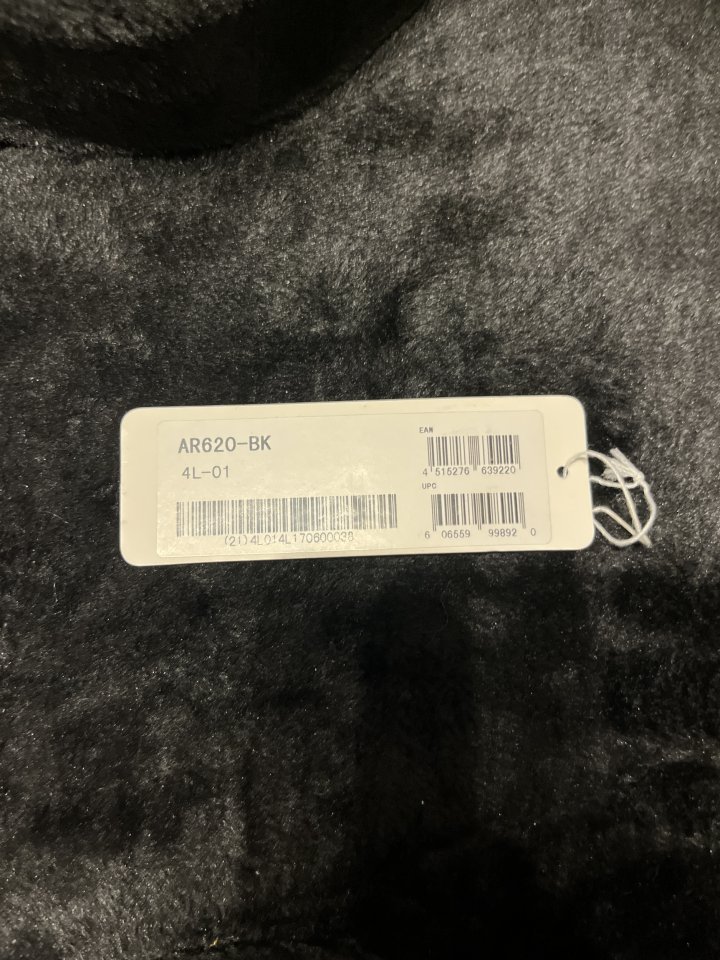 AR620-BK
4L-01
(21)4L014L170600038
EAN
4 515276 639220
UPC
6 06559 99892 0